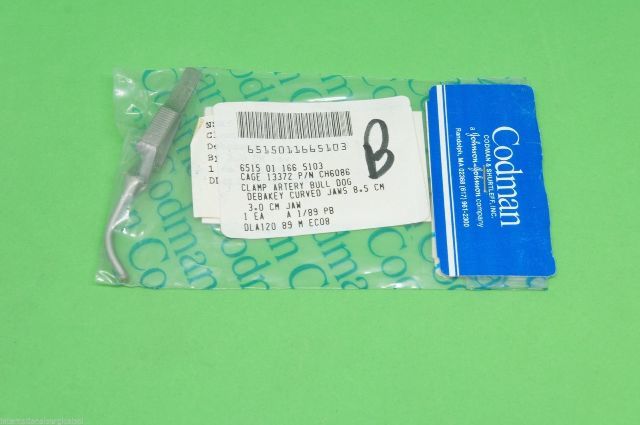 6515011665103
6515 01 166 5103
CAGE 13372 P/N CH6086
CLAMP ARTERY BULL DOG
DEBAKEY CURVED JAWS 8.5 CM
3.0 CM JAW
1 EA A 1/89 PB
DLA120 89 M EC08
B
Codman
CODMAN & SHURTLEFF, INC.
a Johnson & Johnson company
Randolph, MA 02368 (617) 961-2300
Codman